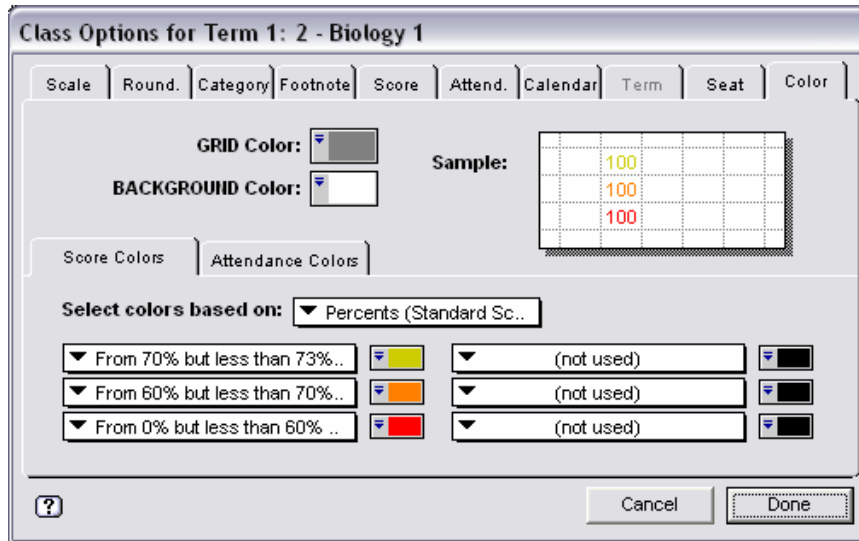 Class Options for Term 1: 2 - Biology 1
Scale Round. Category Footnote Score Attend. Calendar Term Seat Color
GRID Color:
BACKGROUND Color:
Sample:
100
100
100
Score Colors Attendance Colors
Select colors based on: Percents (Standard Sc..
From 70% but less than 73%.. (not used)
From 60% but less than 70%.. (not used)
From 0% but less than 60% .. (not used)
? Cancel Done